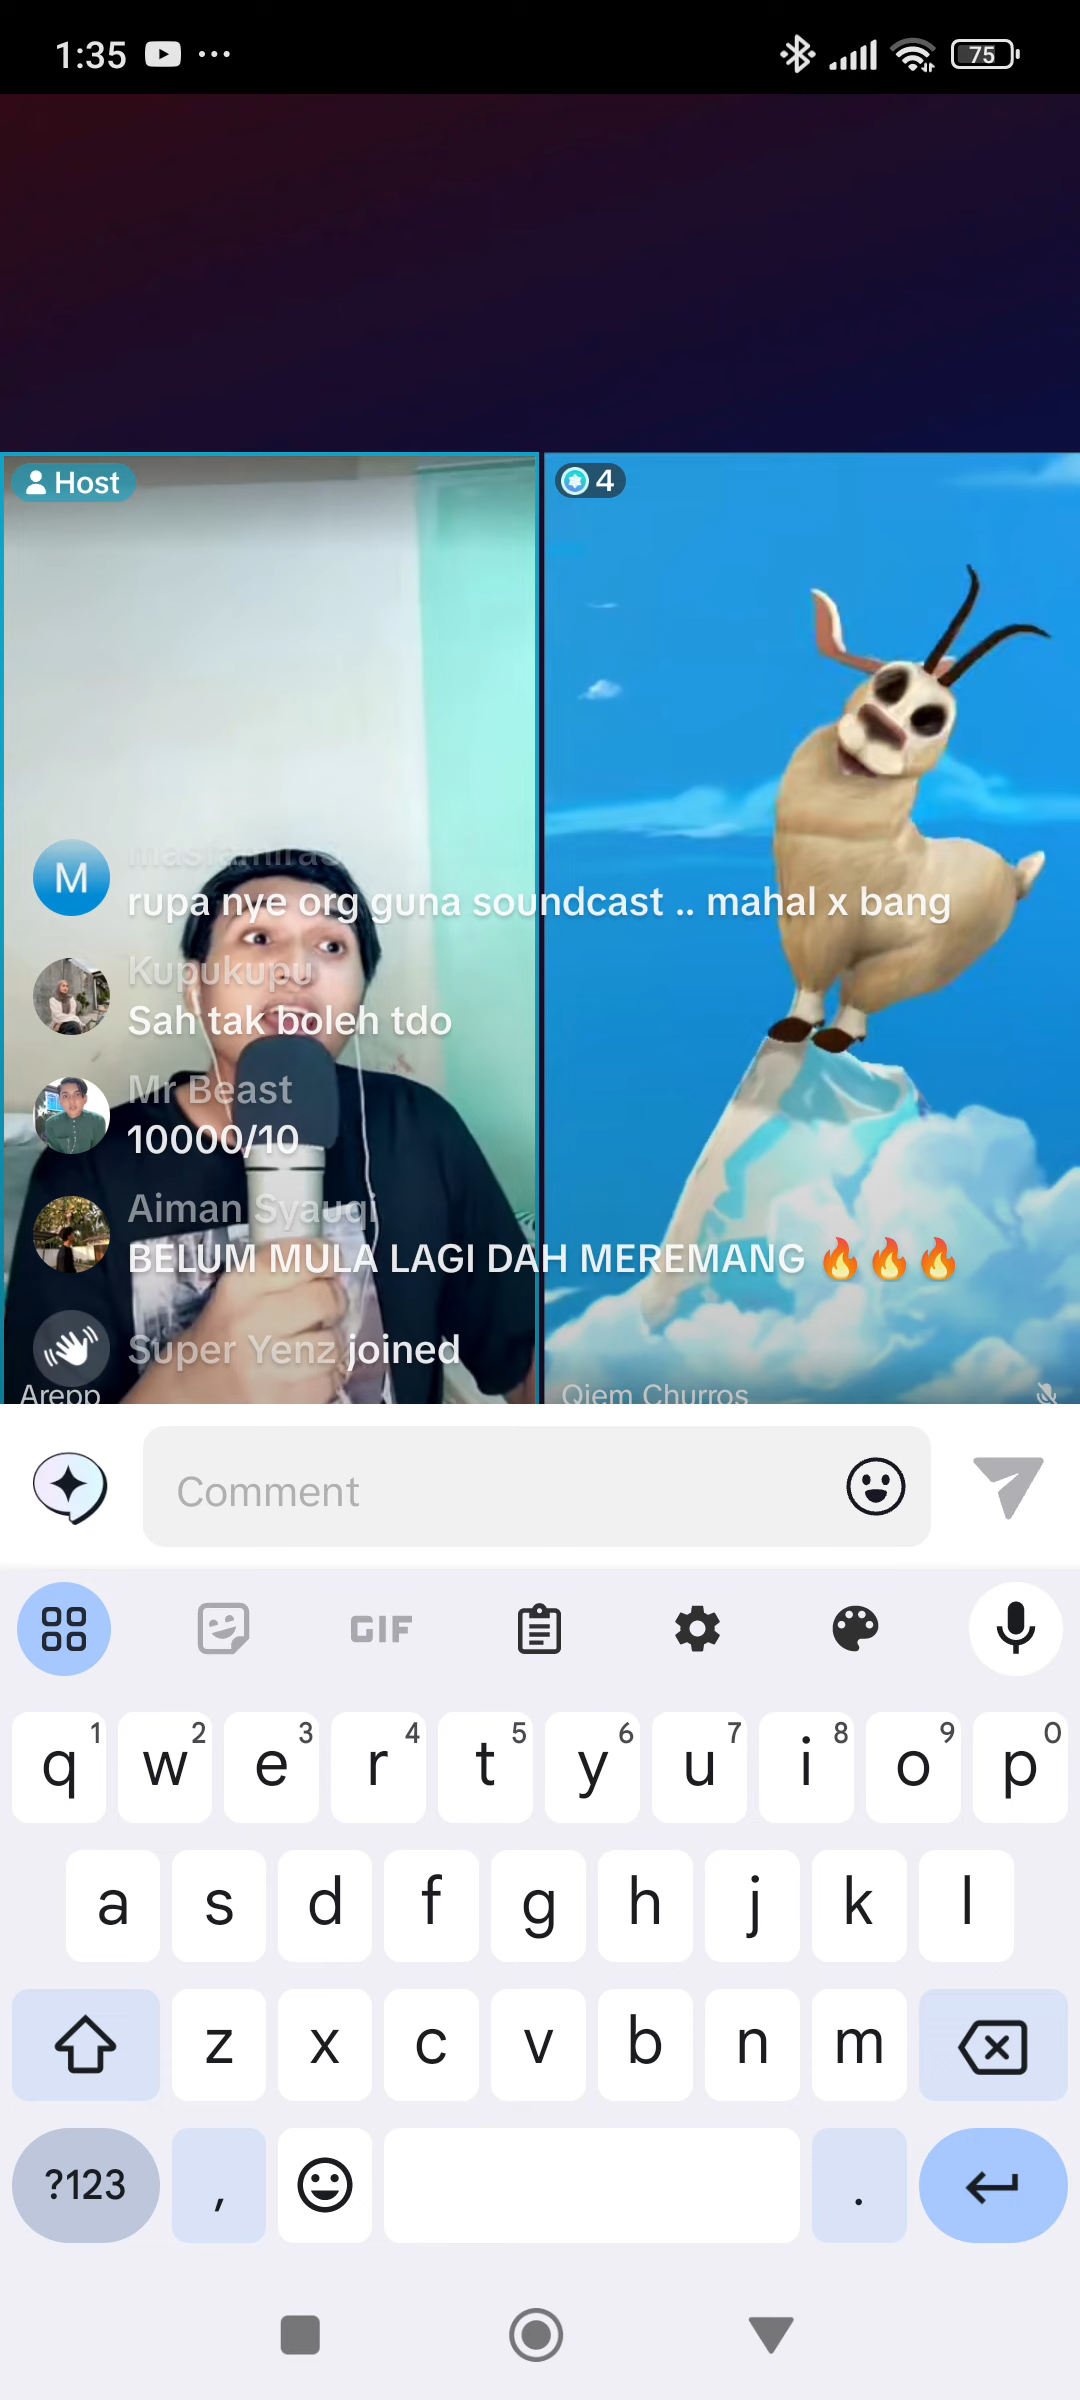 1:35
75
Host
4
rupa nye org guna soundcast .. mahal x bang
Kupukupu
Sah tak boleh tdo
Mr Beast
10000/10
Aiman Syauqi
BELUM MULA LAGI DAH MEREMANG 🔥🔥🔥
Super Yenz joined
Arepp
Qiem Churros
Comment
GIF
q 1 w 2 e 3 r 4 t 5 y 6 u 7 i 8 o 9 p 0
a s d f g h j k l
z x c v b n m
?123 , .